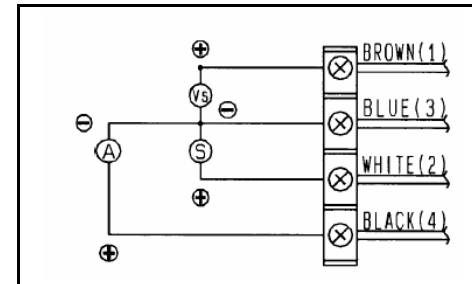 ⊕ BROWN(1)
Vs ⊖ BLUE(3)
⊖
A S WHITE(2)
⊕ BLACK(4)
⊕